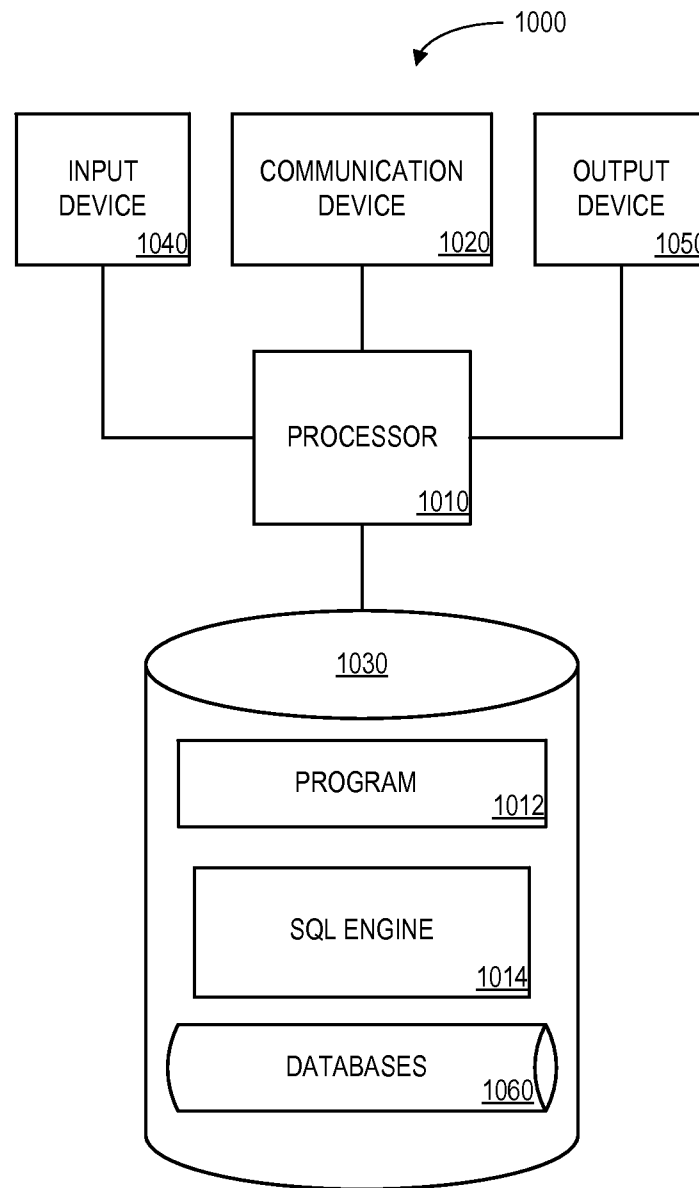 1000
INPUT
DEVICE
1040
COMMUNICATION
DEVICE
1020
OUTPUT
DEVICE
1050
PROCESSOR
1010
1030
PROGRAM
1012
SQL ENGINE
1014
DATABASES
1060